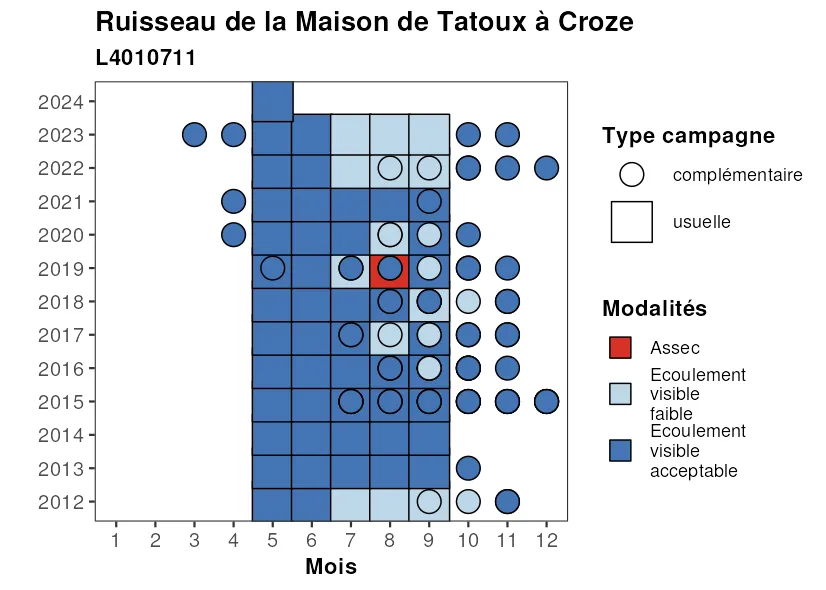 Ruisseau de la Maison de Tatoux à Croze
L4010711
2024
2023
2022
2021
2020
2019
2018
2017
2016
2015
2014
2013
2012
1 2 3 4 5 6 7 8 9 10 11 12
Mois
Type campagne
complémentaire
usuelle
Modalités
Assec
Ecoulement
visible
faible
Ecoulement
visible
acceptable